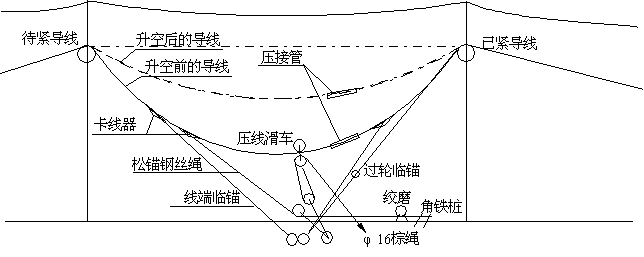 待紧导线
升空后的导线
已紧导线
升空前的导线
压接管
卡线器
压线滑车
松锚钢丝绳
过轮临锚
线端临锚
绞磨
角铁桩
φ 16棕绳